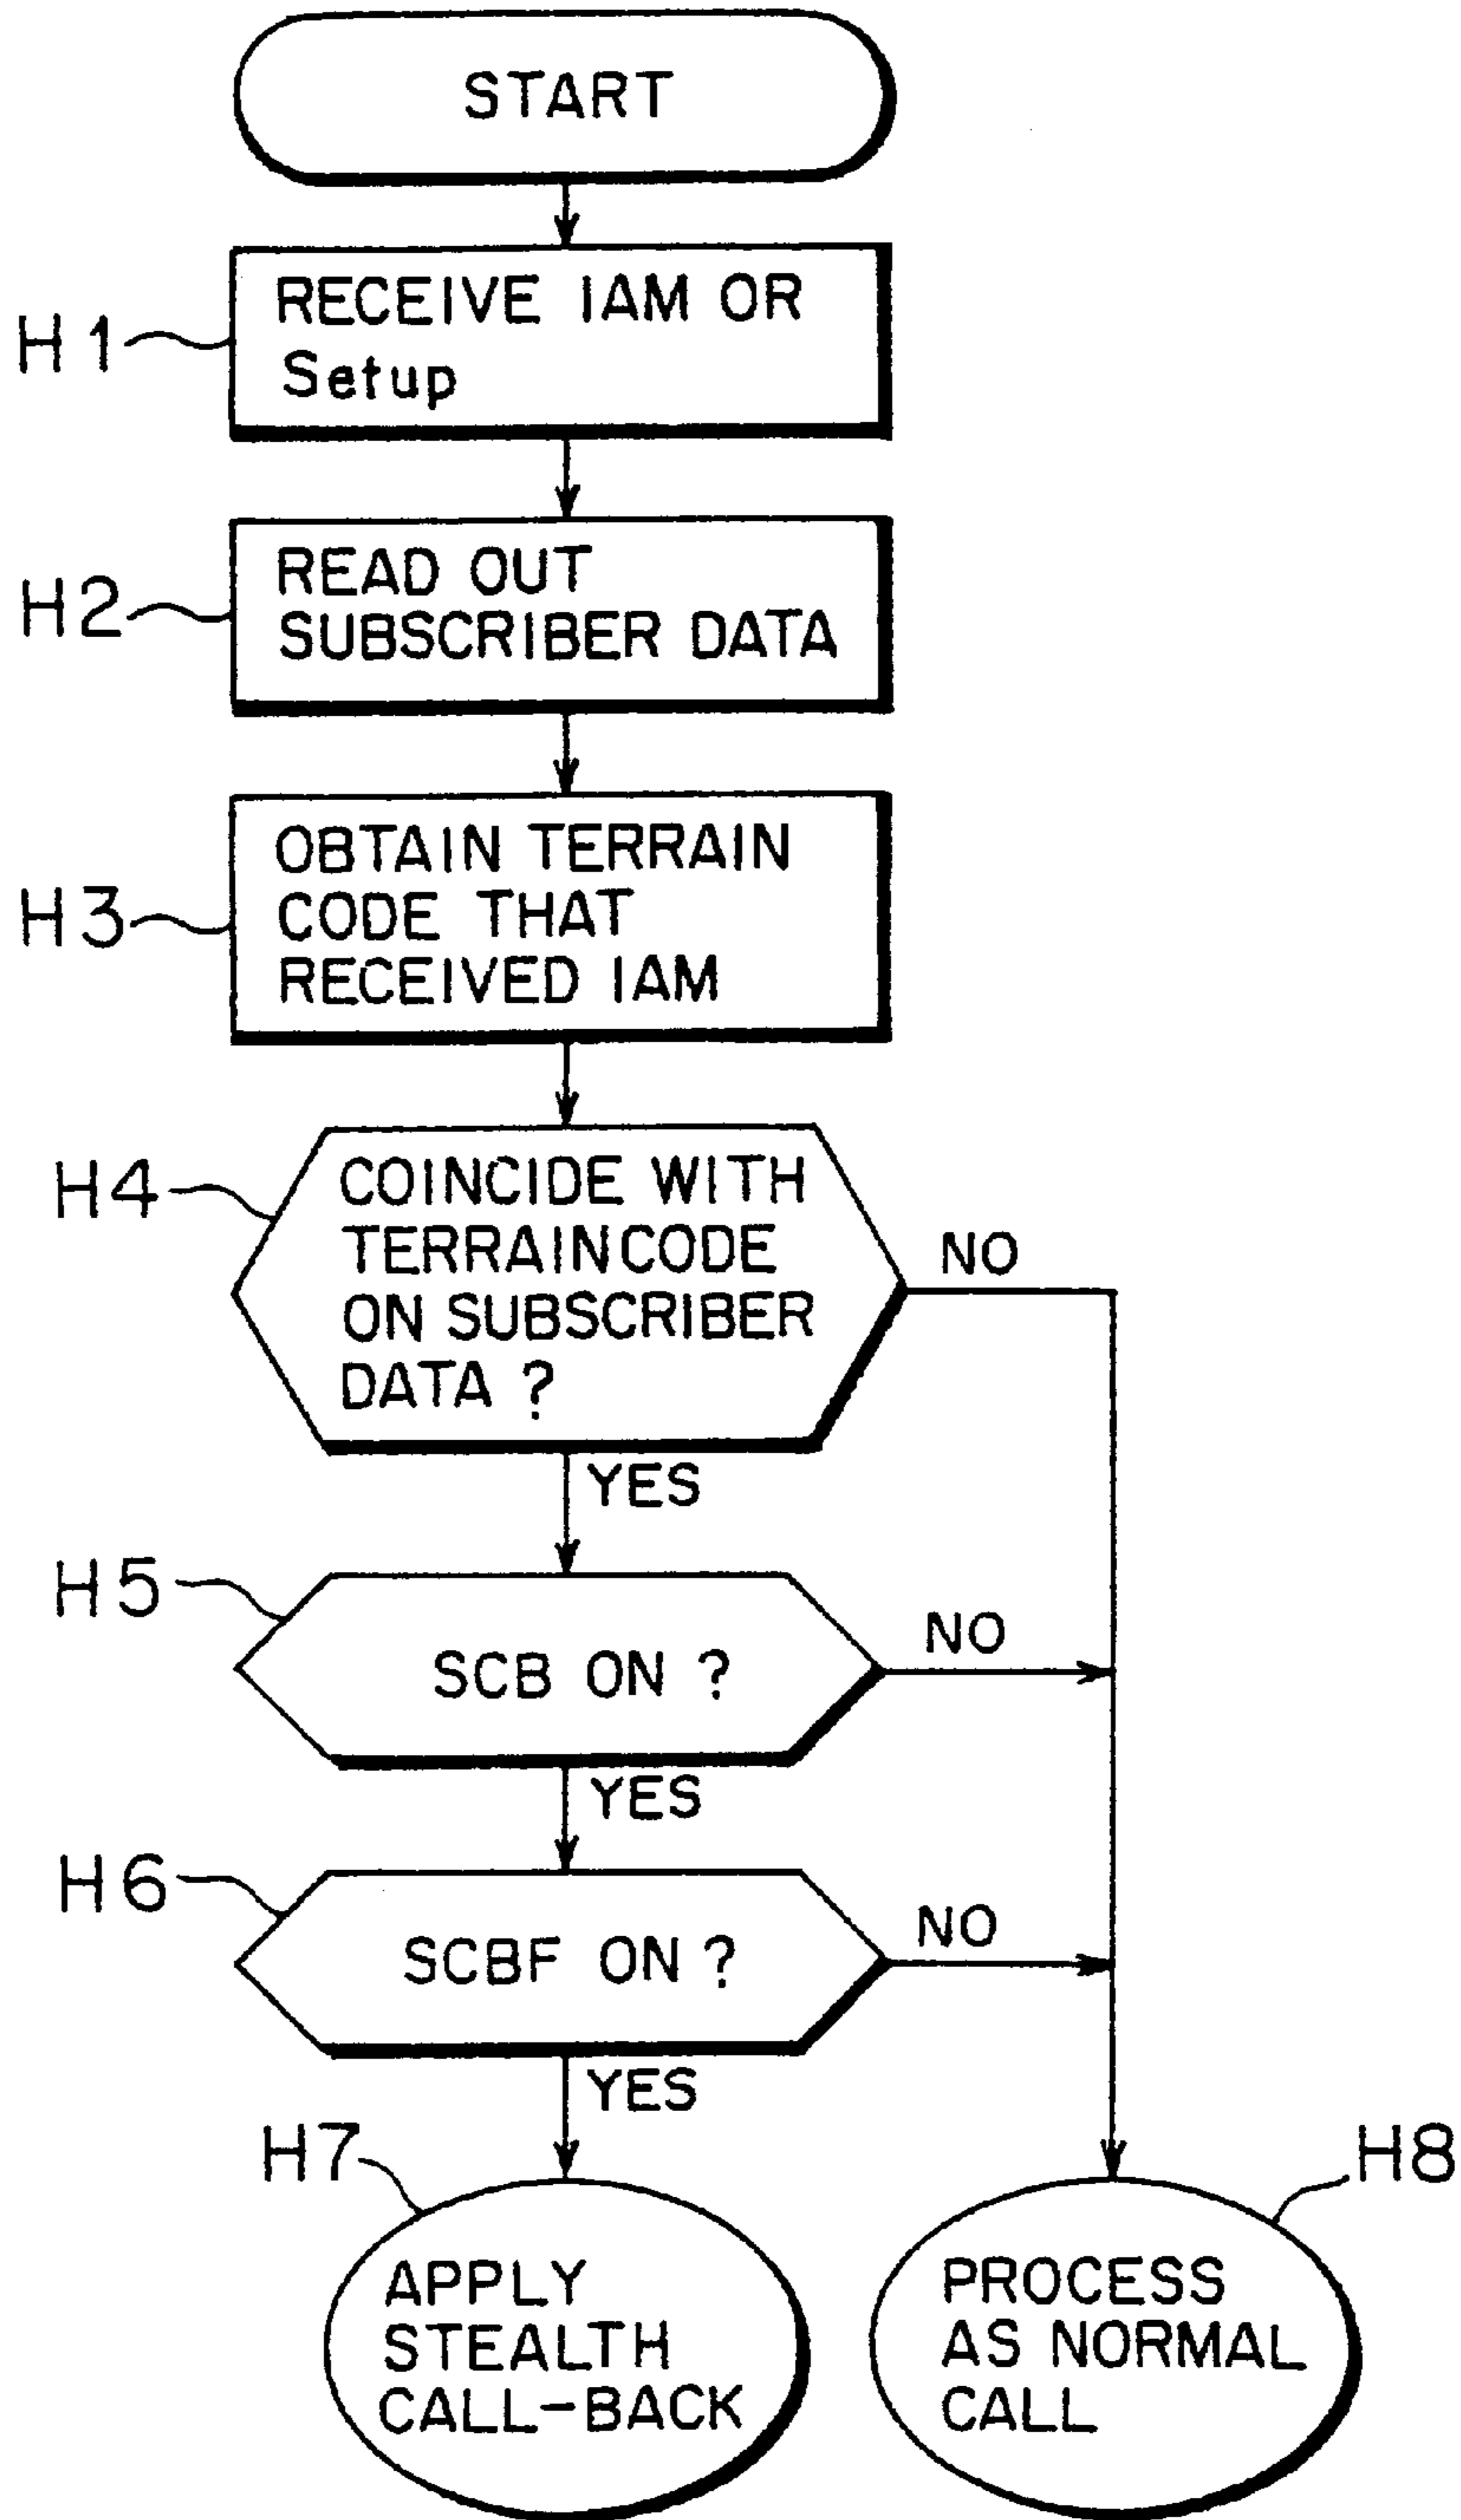 START
H1
RECEIVE IAM OR
Setup
H2
READ OUT
SUBSCRIBER DATA
H3
OBTAIN TERRAIN
CODE THAT
RECEIVED IAM
H4
COINCIDE WITH
TERRAINCODE
ON SUBSCRIBER
DATA ?
NO
YES
H5
SCB ON ?
NO
YES
H6
SCBF ON ?
NO
YES
H7
APPLY
STEALTH
CALL-BACK
H8
PROCESS
AS NORMAL
CALL